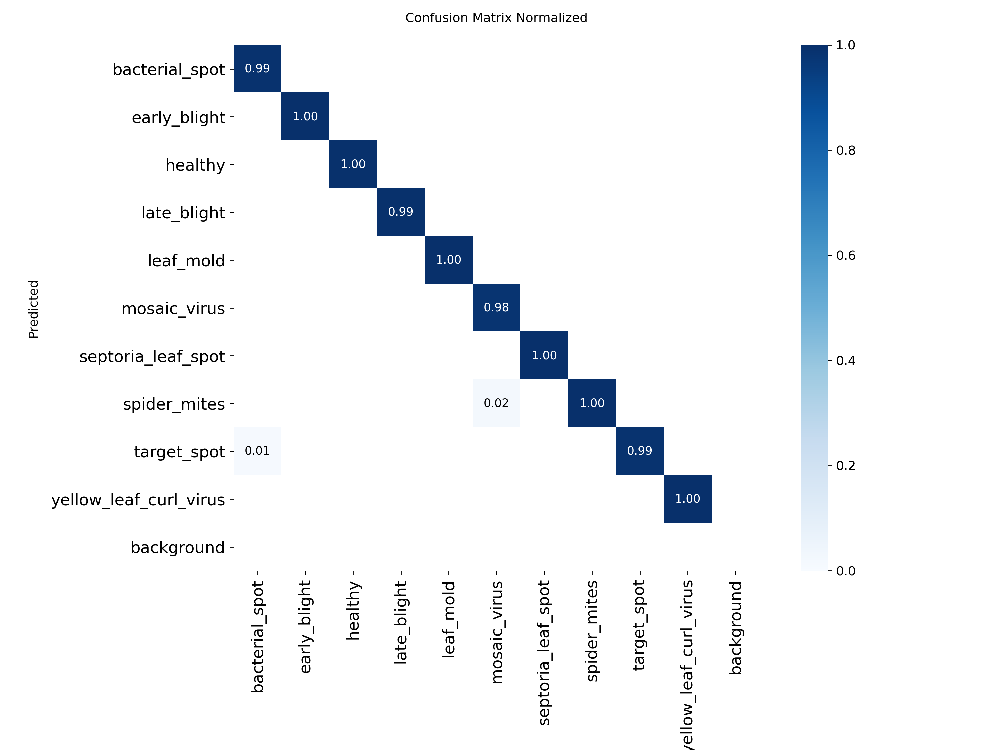 Confusion Matrix Normalized
1.0
bacterial_spot 0.99
early_blight 1.00
0.8
healthy 1.00
late_blight 0.99
0.6
leaf_mold 1.00
Predicted
mosaic_virus 0.98
septoria_leaf_spot 1.00
0.4
spider_mites 0.02 1.00
target_spot 0.01 0.99
0.2
yellow_leaf_curl_virus 1.00
background
0.0
bacterial_spot
early_blight
healthy
late_blight
leaf_mold
mosaic_virus
septoria_leaf_spot
spider_mites
target_spot
yellow_leaf_curl_virus
background